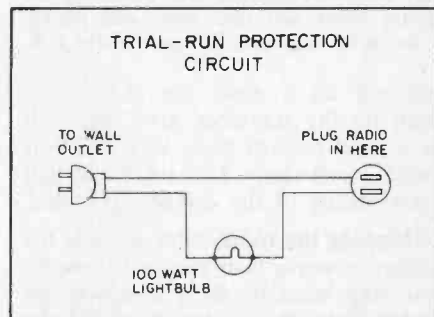 TRIAL-RUN PROTECTION
CIRCUIT
TO WALL
OUTLET
PLUG RADIO
IN HERE
100 WATT
LIGHTBULB